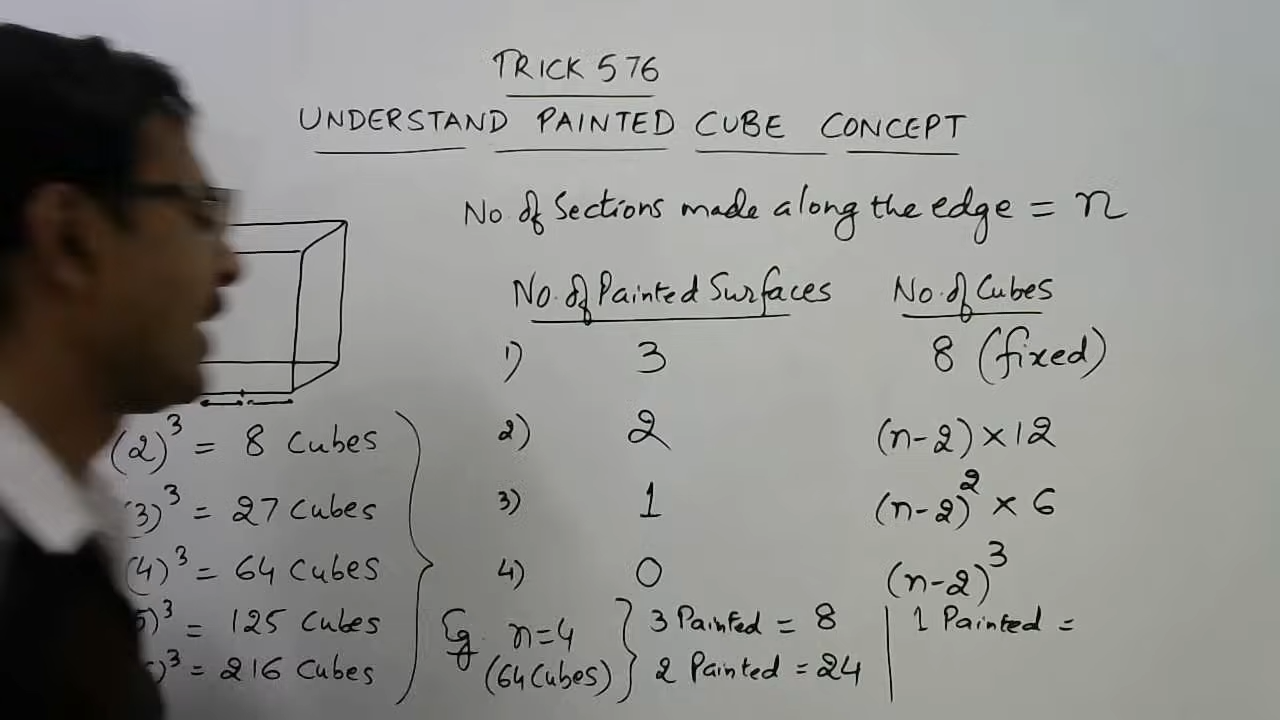 TRICK 576
UNDERSTAND PAINTED CUBE CONCEPT
No. of Sections made along the edge = n
No. of Painted Surfaces No. of Cubes
1) 3 8 (fixed)
2) 2 (n-2) × 12
3) 1 (n-2)² × 6
4) 0 (n-2)³
(2)³ = 8 Cubes
3)³ = 27 Cubes
(4)³ = 64 Cubes
5)³ = 125 Cubes
)³ = 216 Cubes
Eg. n=4
(64 Cubes)
3 Painted = 8
2 Painted = 24
1 Painted =